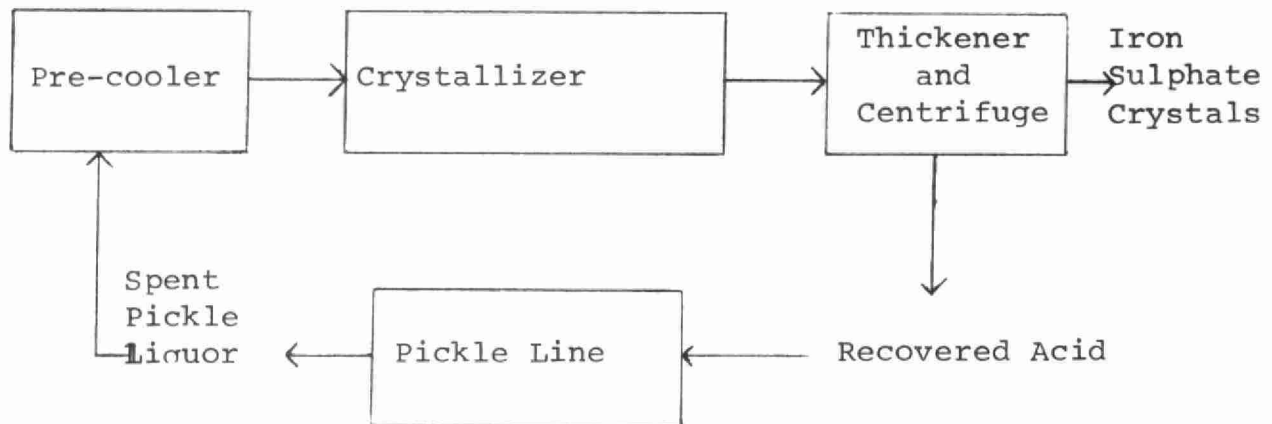 Pre-cooler
Crystallizer
Thickener
and
Centrifuge
Iron
Sulphate
Crystals
Spent
Pickle
Liquor
Pickle Line
Recovered Acid